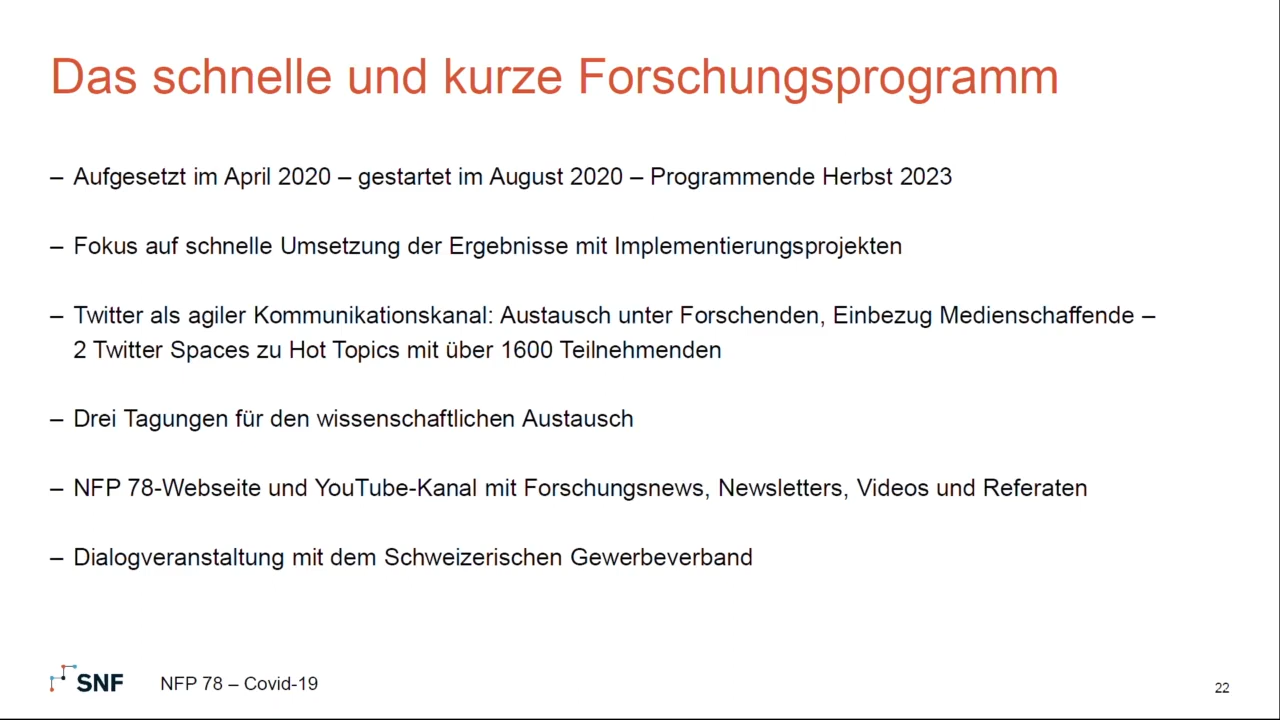 Das schnelle und kurze Forschungsprogramm
– Aufgesetzt im April 2020 – gestartet im August 2020 – Programmende Herbst 2023
– Fokus auf schnelle Umsetzung der Ergebnisse mit Implementierungsprojekten
– Twitter als agiler Kommunikationskanal: Austausch unter Forschenden, Einbezug Medienschaffende –
2 Twitter Spaces zu Hot Topics mit über 1600 Teilnehmenden
– Drei Tagungen für den wissenschaftlichen Austausch
– NFP 78-Webseite und YouTube-Kanal mit Forschungsnews, Newsletters, Videos und Referaten
– Dialogveranstaltung mit dem Schweizerischen Gewerbeverband
SNF NFP 78 – Covid-19
22